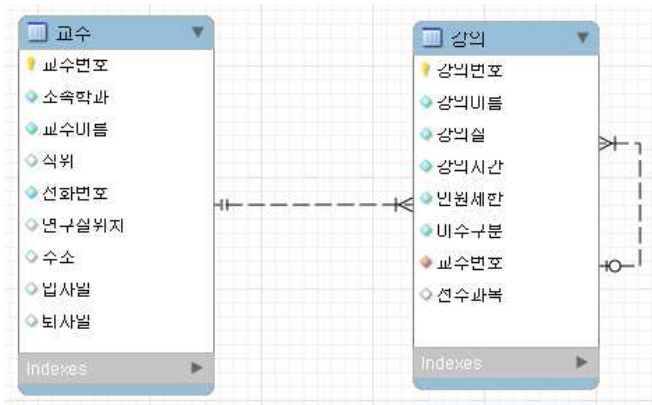 교수
교수번호
소속학과
교수이름
직위
전화번호
연구실위치
주소
입사일
퇴사일
Indexes
강의
강의번호
강의이름
강의실
강의시간
인원제한
이수구분
교수번호
선수과목
Indexes